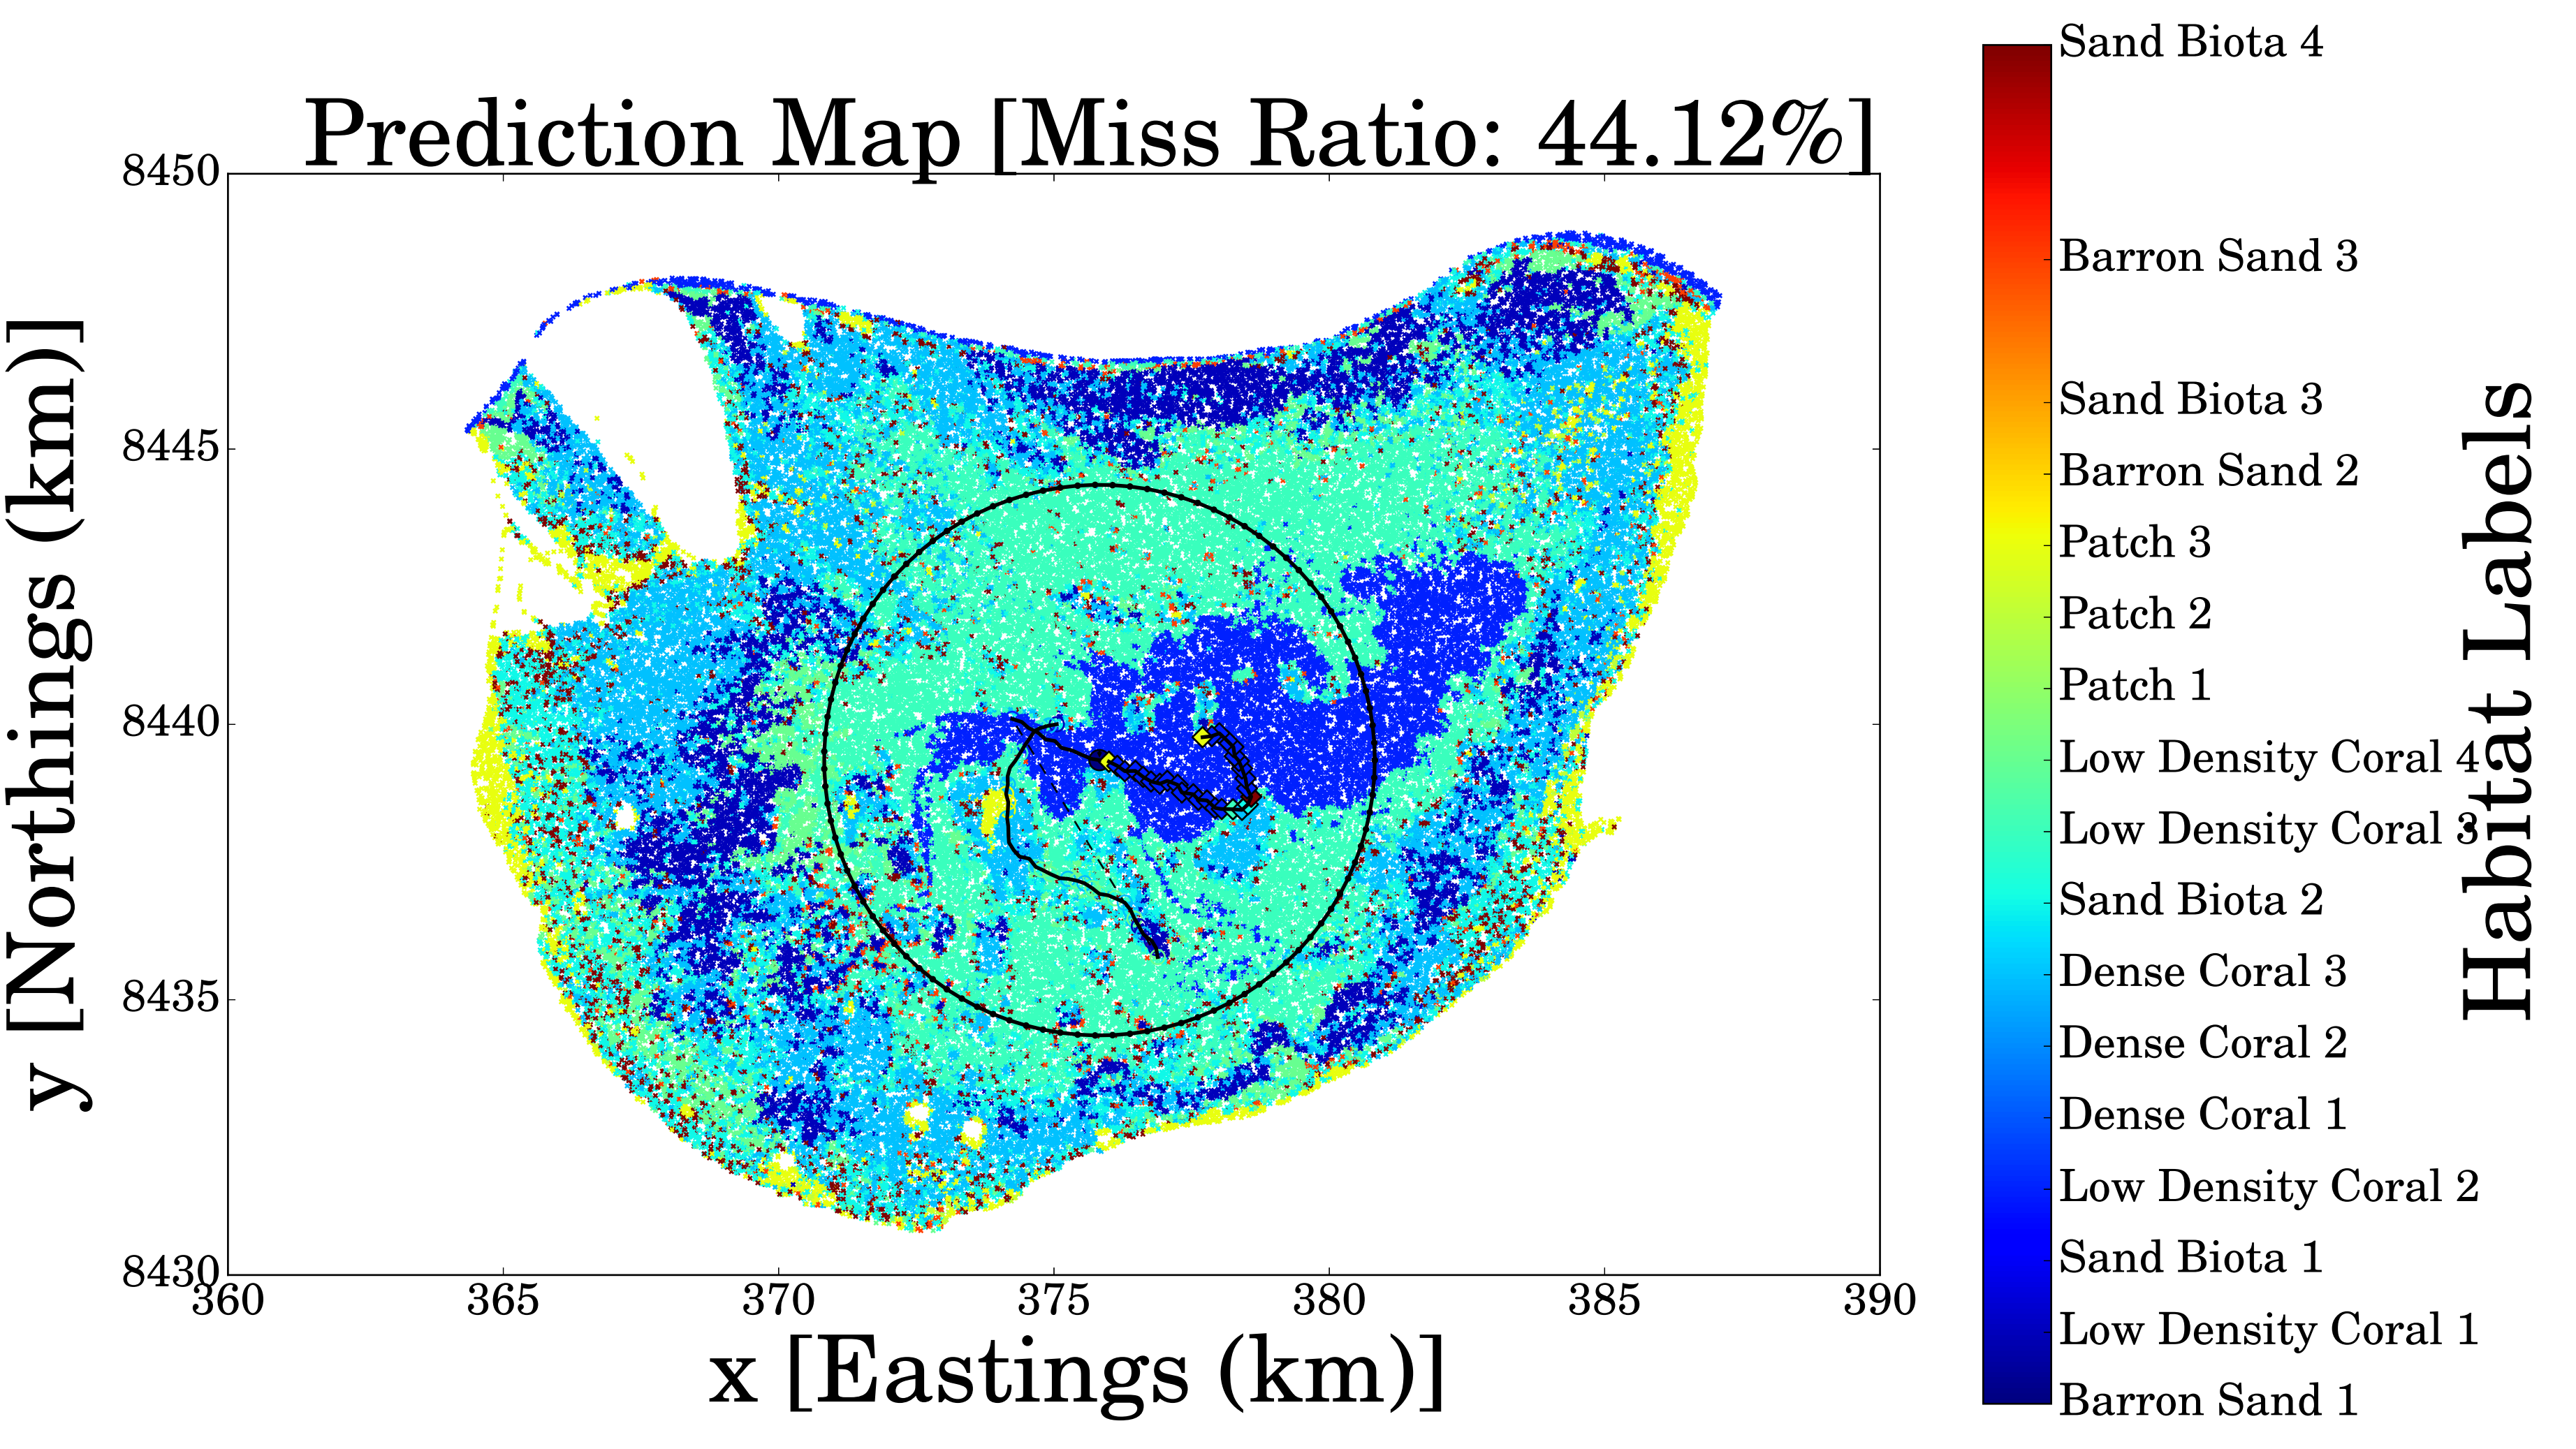 Prediction Map [Miss Ratio: 44.12%]
y [Northings (km)]
8450
8445
8440
8435
8430
360
365
370
375
380
385
390
x [Eastings (km)]
Sand Biota 4
Barron Sand 3
Sand Biota 3
Barron Sand 2
Patch 3
Patch 2
Patch 1
Low Density Coral 4
Low Density Coral 3
Sand Biota 2
Dense Coral 3
Dense Coral 2
Dense Coral 1
Low Density Coral 2
Sand Biota 1
Low Density Coral 1
Barron Sand 1
Habitat Labels